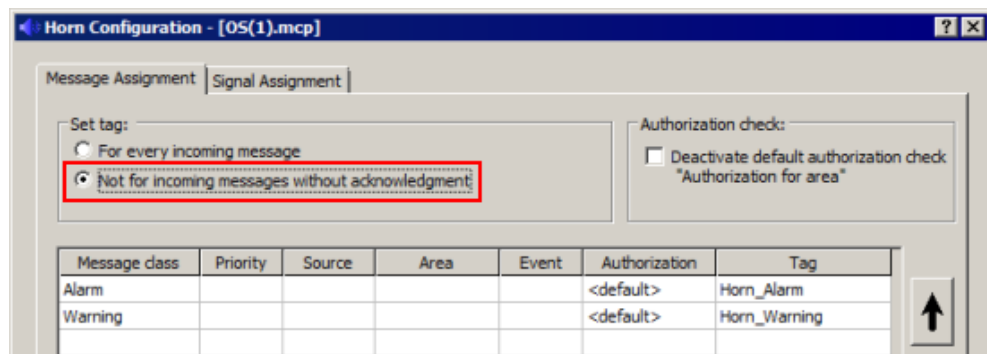 Horn Configuration - [OS(1).mcp]
Message Assignment Signal Assignment
Set tag:
For every incoming message
Not for incoming messages without acknowledgment
Authorization check:
Deactivate default authorization check
"Authorization for area"
Message class Priority Source Area Event Authorization Tag
Alarm <default> Horn_Alarm
Warning <default> Horn_Warning